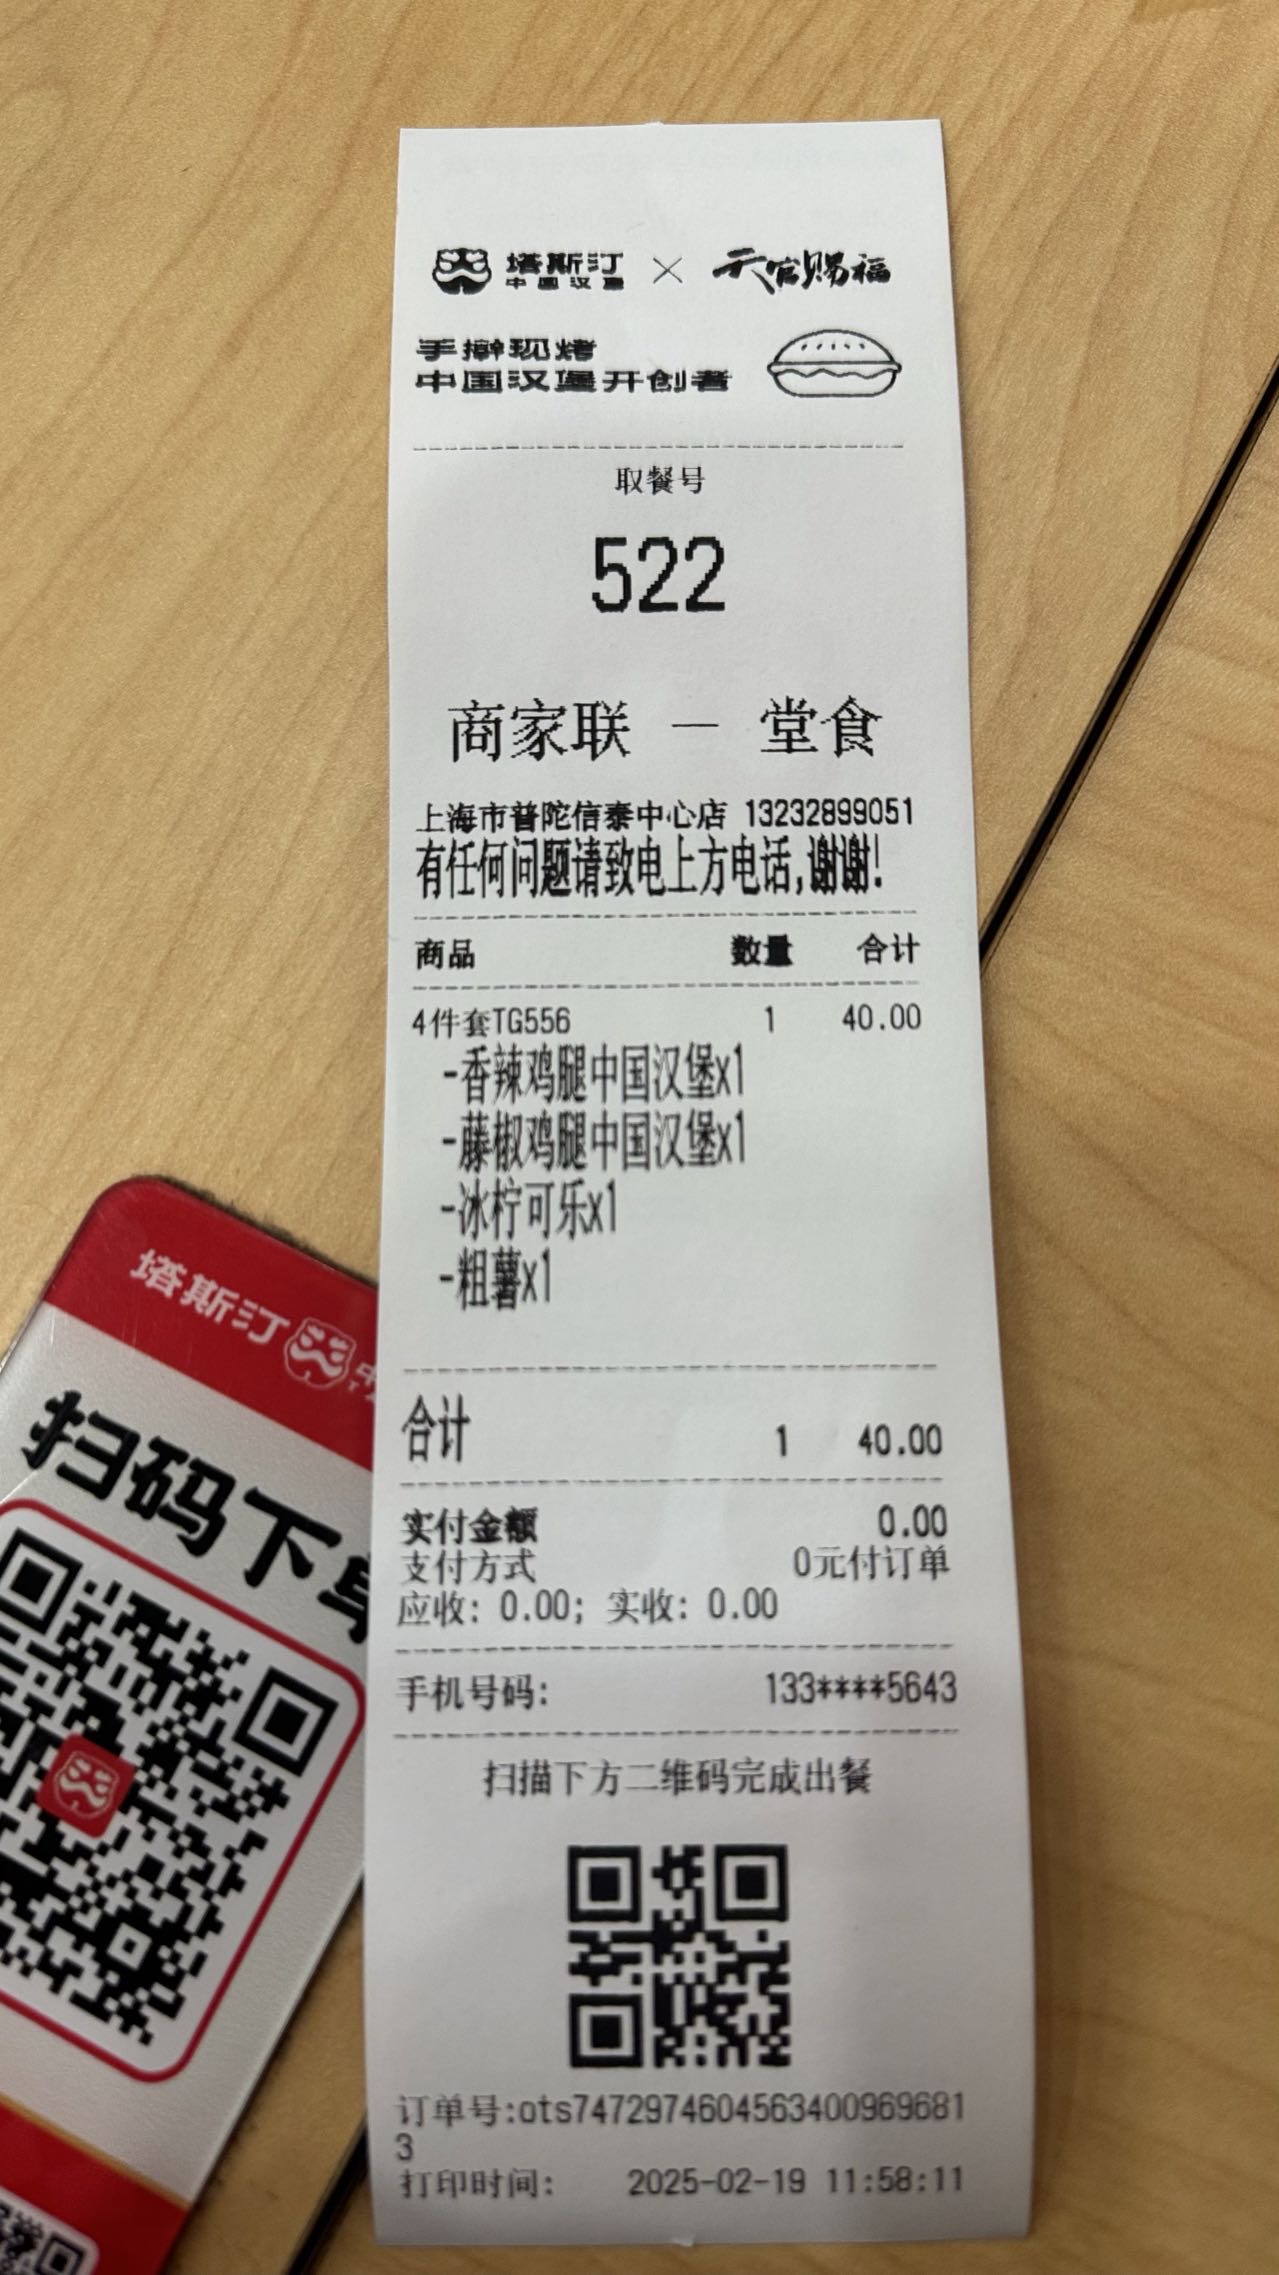 塔斯汀 × 天官赐福
中国汉堡
手擀现烤
中国汉堡开创者
取餐号
522
商家联 — 堂食
上海市普陀信泰中心店 13232899051
有任何问题请致电上方电话,谢谢!
商品 数量 合计
4件套TG556 1 40.00
-香辣鸡腿中国汉堡x1
-藤椒鸡腿中国汉堡x1
-冰柠可乐x1
-粗薯x1
合计 1 40.00
实付金额 0.00
支付方式 0元付订单
应收: 0.00; 实收: 0.00
手机号码: 133****5643
扫描下方二维码完成出餐
订单号:ots747297460456340096968 1
3
打印时间: 2025-02-19 11:58:11
塔斯汀
扫码下单